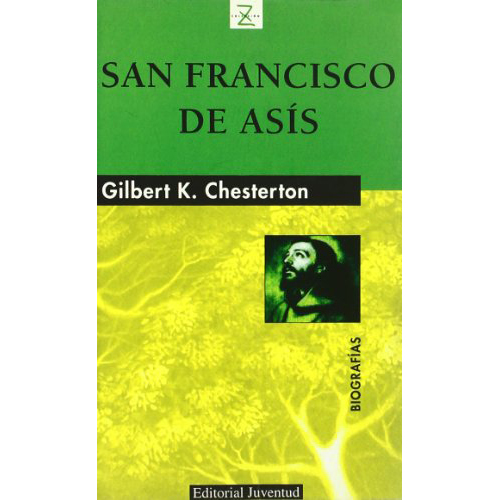 Z
SAN FRANCISCO
DE ASÍS
Gilbert K. Chesterton
BIOGRAFÍAS
Editorial Juventud